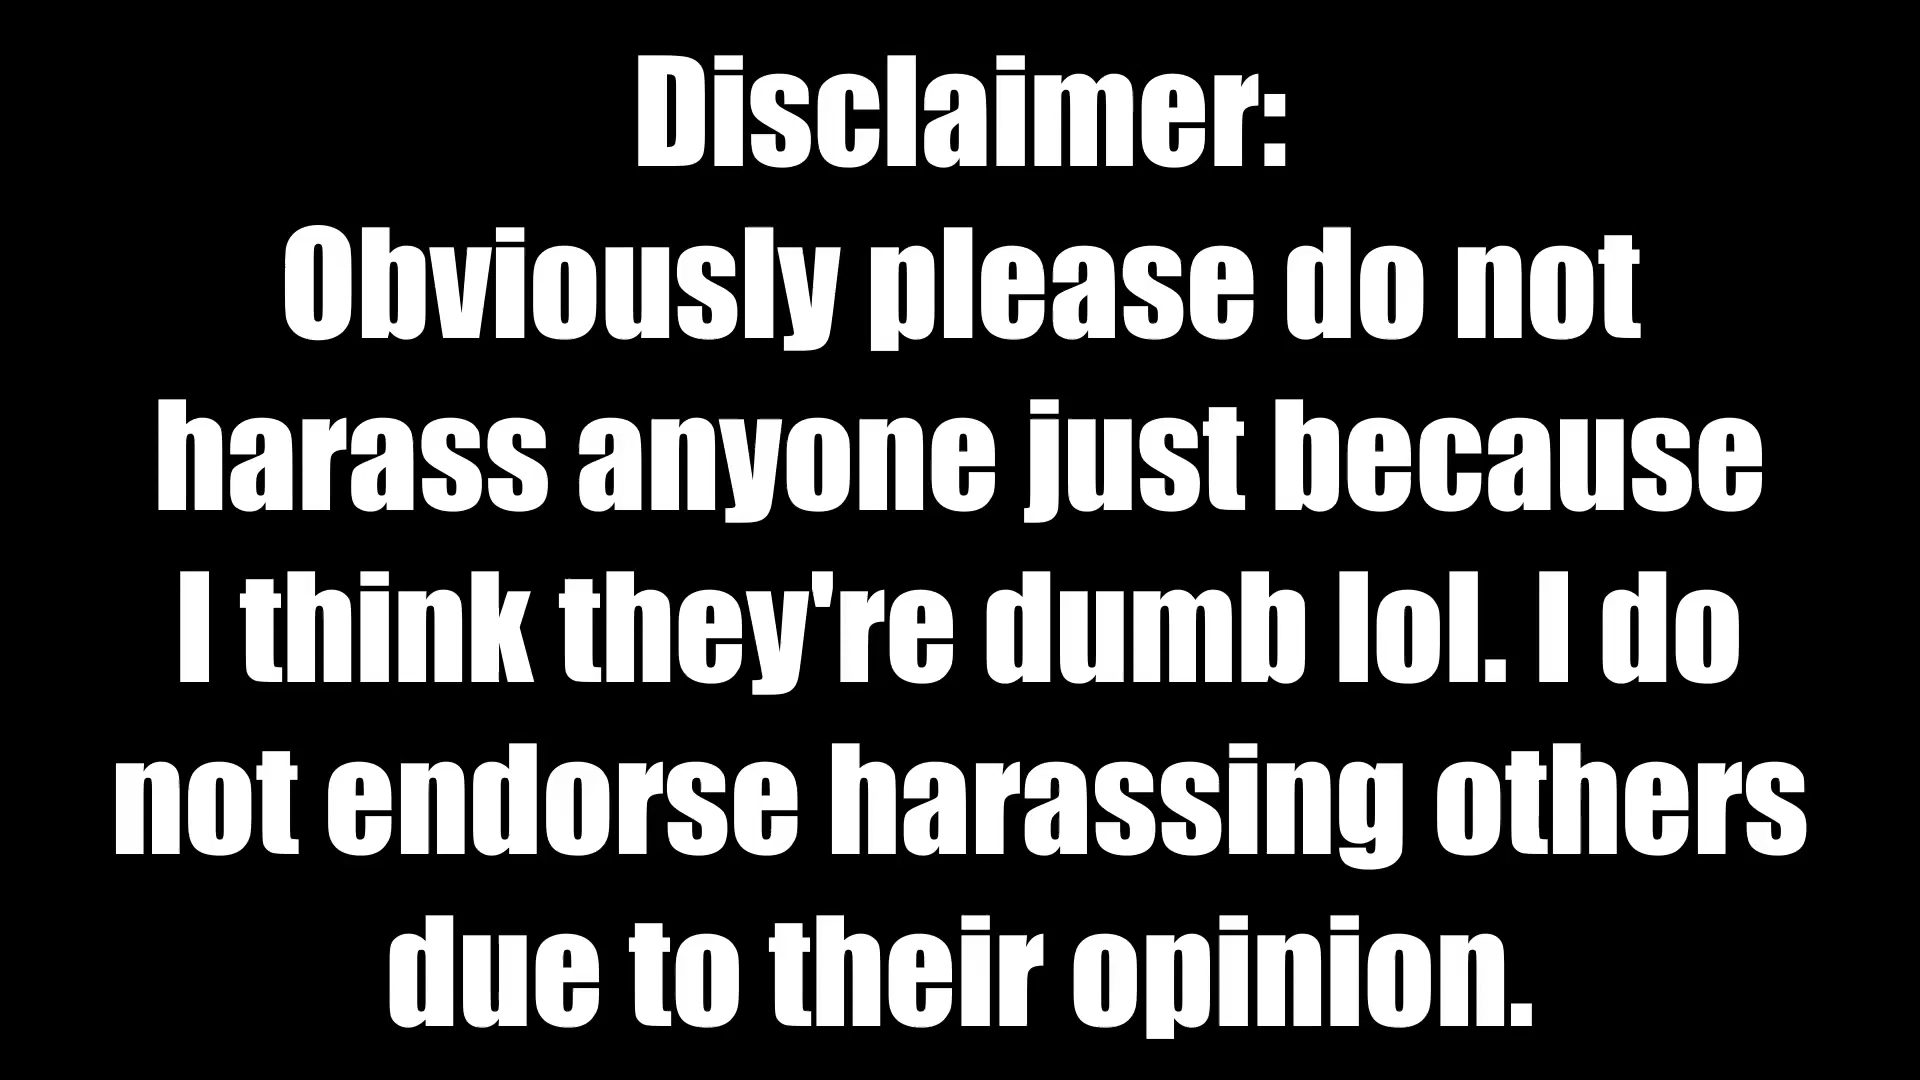 Disclaimer:
Obviously please do not
harass anyone just because
I think they're dumb lol. I do
not endorse harassing others
due to their opinion.